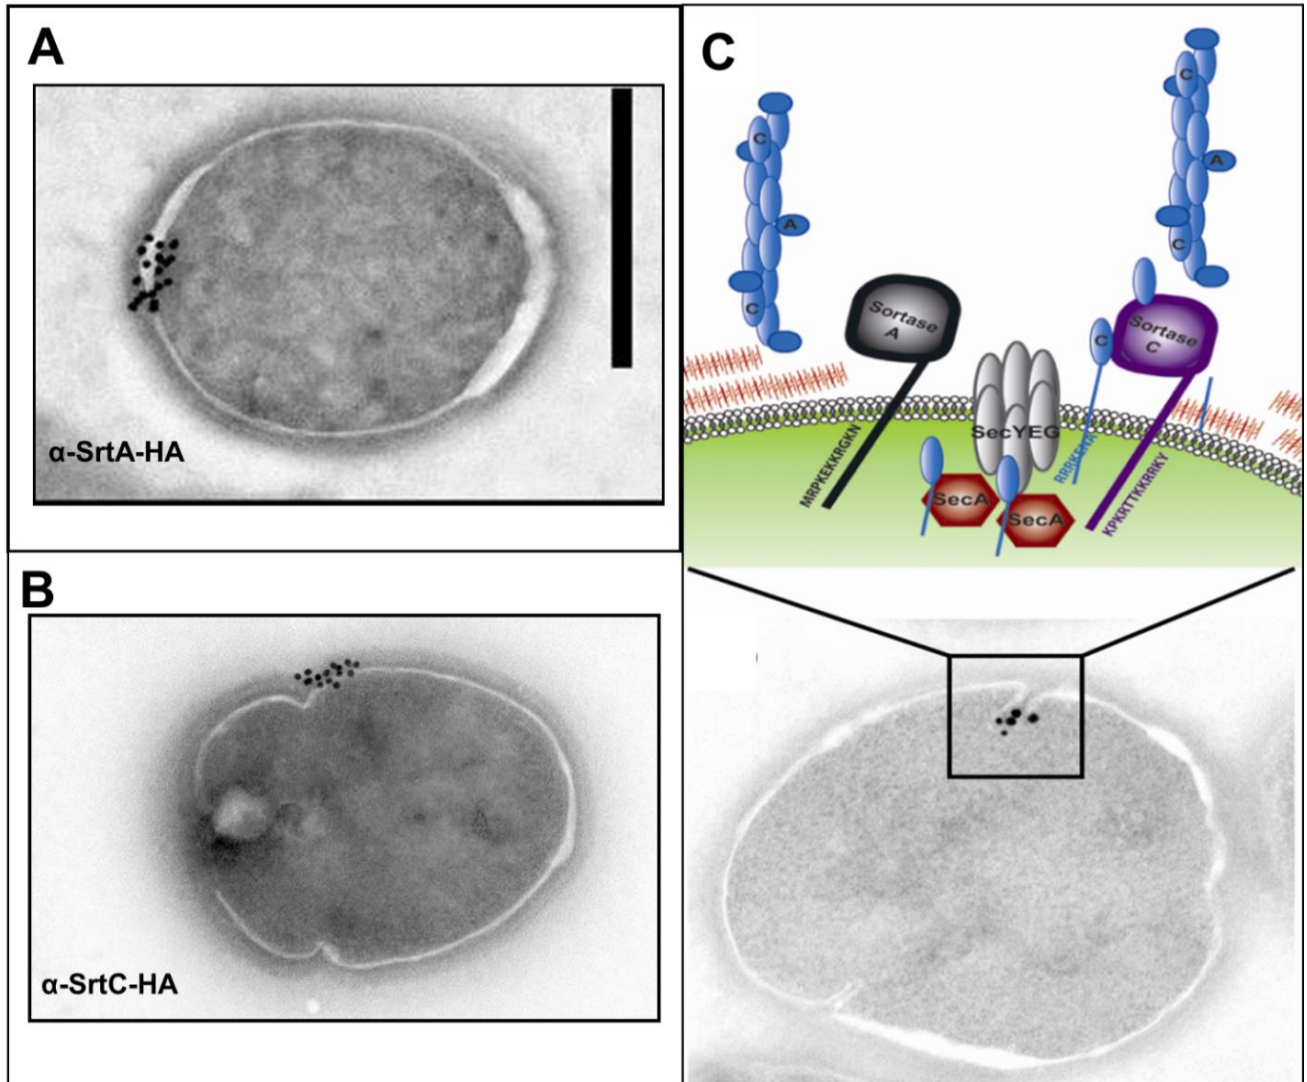 A
α-SrtA-HA
B
α-SrtC-HA
C
C
A
C
C
A
C
Sortase
A
Sortase
C
C
SecYEG
MRPKEKKRGKN
SecA
SecA
KPKRTTKKRRKY